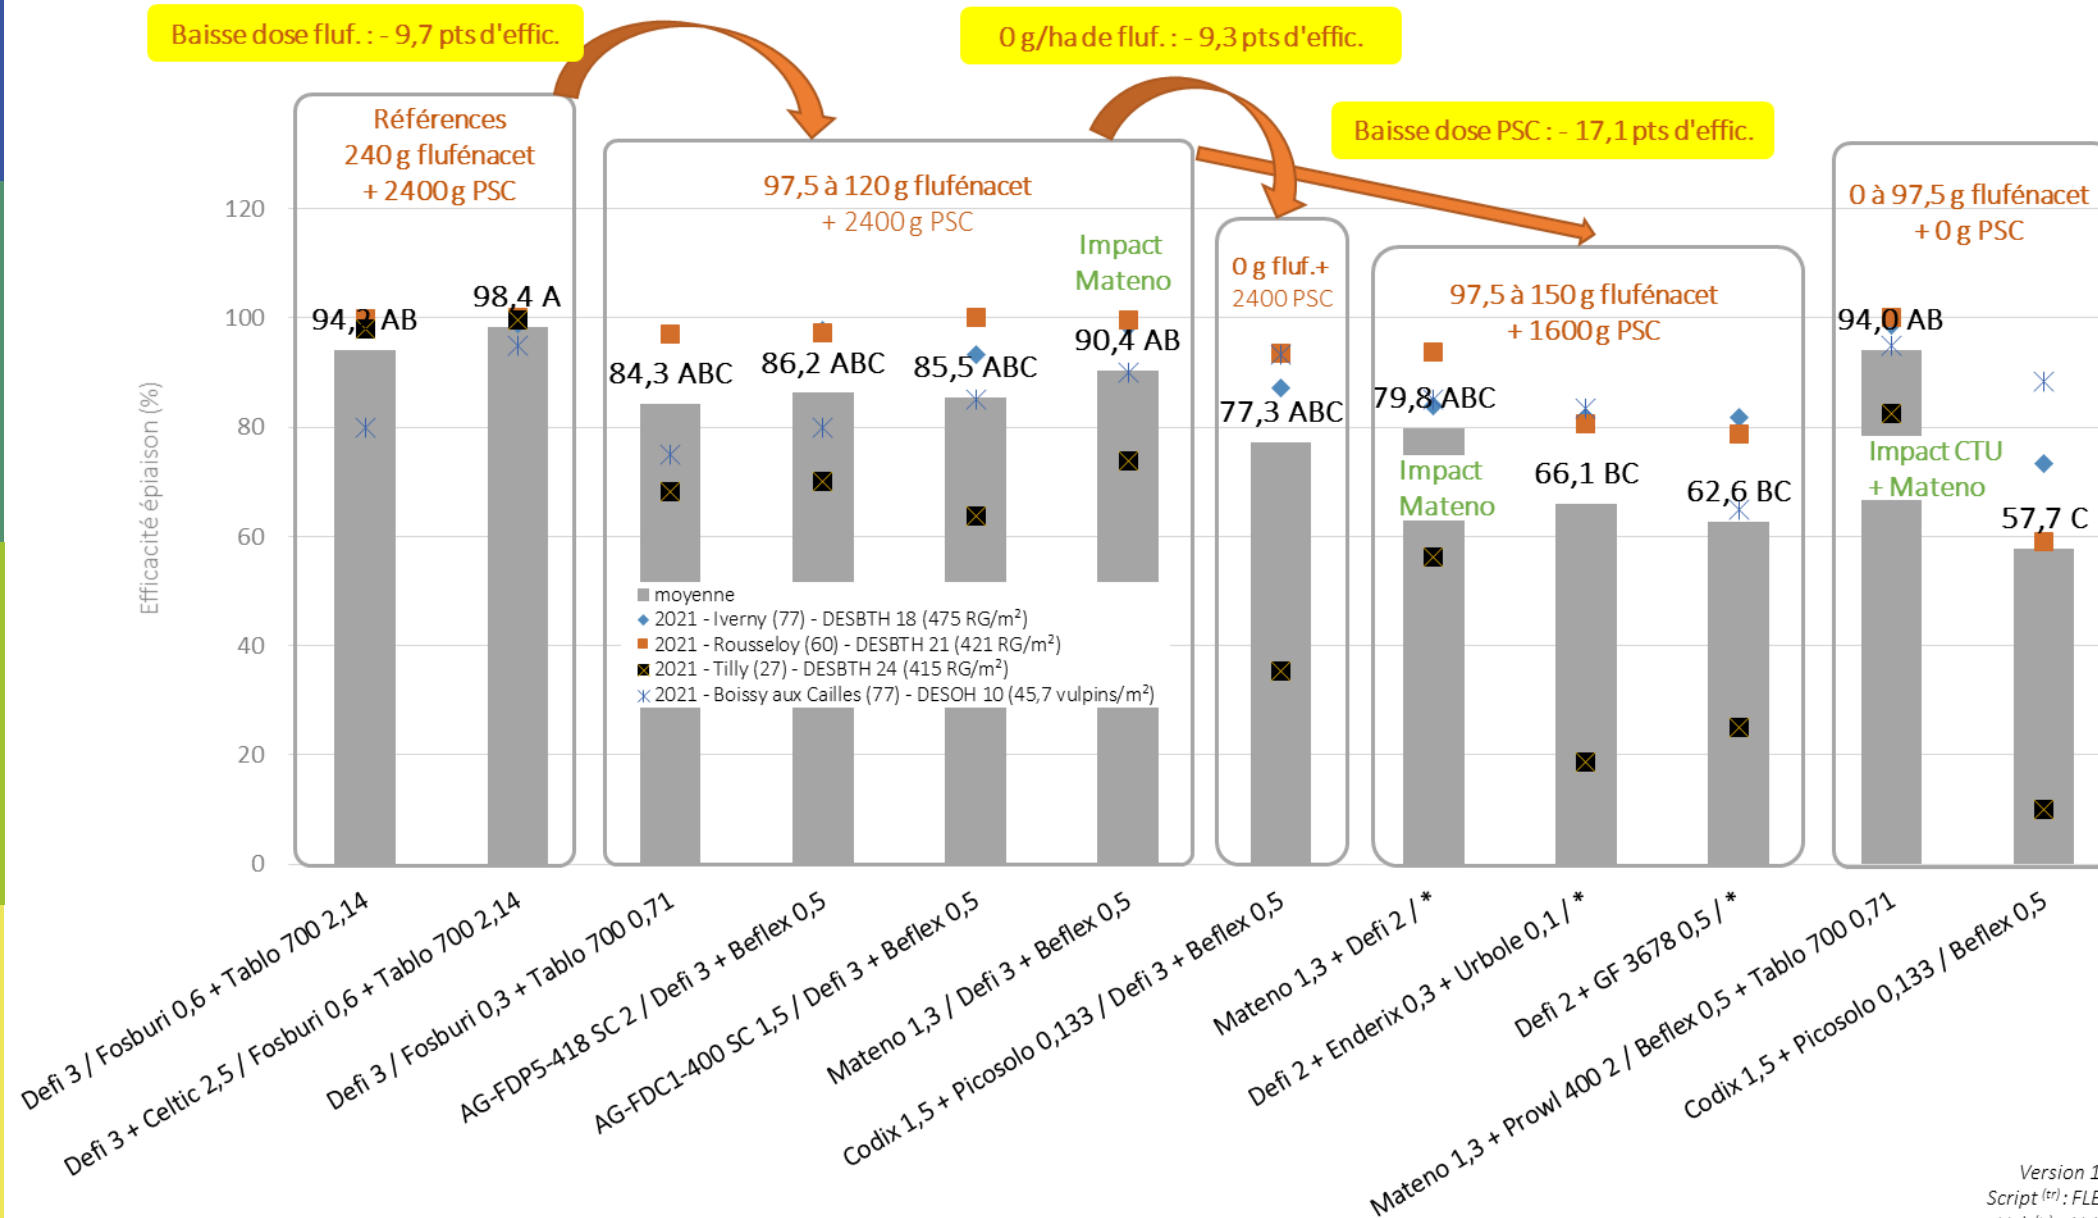 Baisse dose fluf. : - 9,7 pts d'effic.
0 g/ha de fluf. : - 9,3 pts d'effic.
Baisse dose PSC : - 17,1 pts d'effic.
Références
240 g flufénacet
+ 2400 g PSC
97,5 à 120 g flufénacet
+ 2400 g PSC
Impact
Mateno
0 g fluf.+
2400 PSC
97,5 à 150 g flufénacet
+ 1600 g PSC
0 à 97,5 g flufénacet
+ 0 g PSC
Efficacité épiaison (%)
120
100
80
60
40
20
0
AB
98,4 A
84,3 ABC
86,2 ABC
85,5 ABC
90,4 AB
77,3 ABC
79,8 ABC
66,1 BC
62,6 BC
94,0 AB
57,7 C
Impact
Mateno
Impact CTU
+ Mateno
moyenne
2021 - Iverny (77) - DESBTH 18 (475 RG/m²)
2021 - Rousseloy (60) - DESBTH 21 (421 RG/m²)
2021 - Tilly (27) - DESBTH 24 (415 RG/m²)
2021 - Boissy aux Cailles (77) - DESOH 10 (45,7 vulpins/m²)
Defi 3 / Fosburi 0,6 + Tablo 700 2,14
Defi 3 + Celtic 2,5 / Fosburi 0,6 + Tablo 700 2,14
Defi 3 / Fosburi 0,3 + Tablo 700 0,71
AG-FDP5-418 SC 2 / Defi 3 + Beflex 0,5
AG-FDC1-400 SC 1,5 / Defi 3 + Beflex 0,5
Mateno 1,3 / Defi 3 + Beflex 0,5
Codix 1,5 + Picosolo 0,133 / Defi 3 + Beflex 0,5
Mateno 1,3 + Defi 2 / *
Defi 2 + Enderix 0,3 + Urbole 0,1 / *
Defi 2 + GF 3678 0,5 / *
Mateno 1,3 + Prowl 400 2 / Beflex 0,5 + Tablo 700 0,71
Codix 1,5 + Picosolo 0,133 / Beflex 0,5
Version 1
Script (tr) : FLE